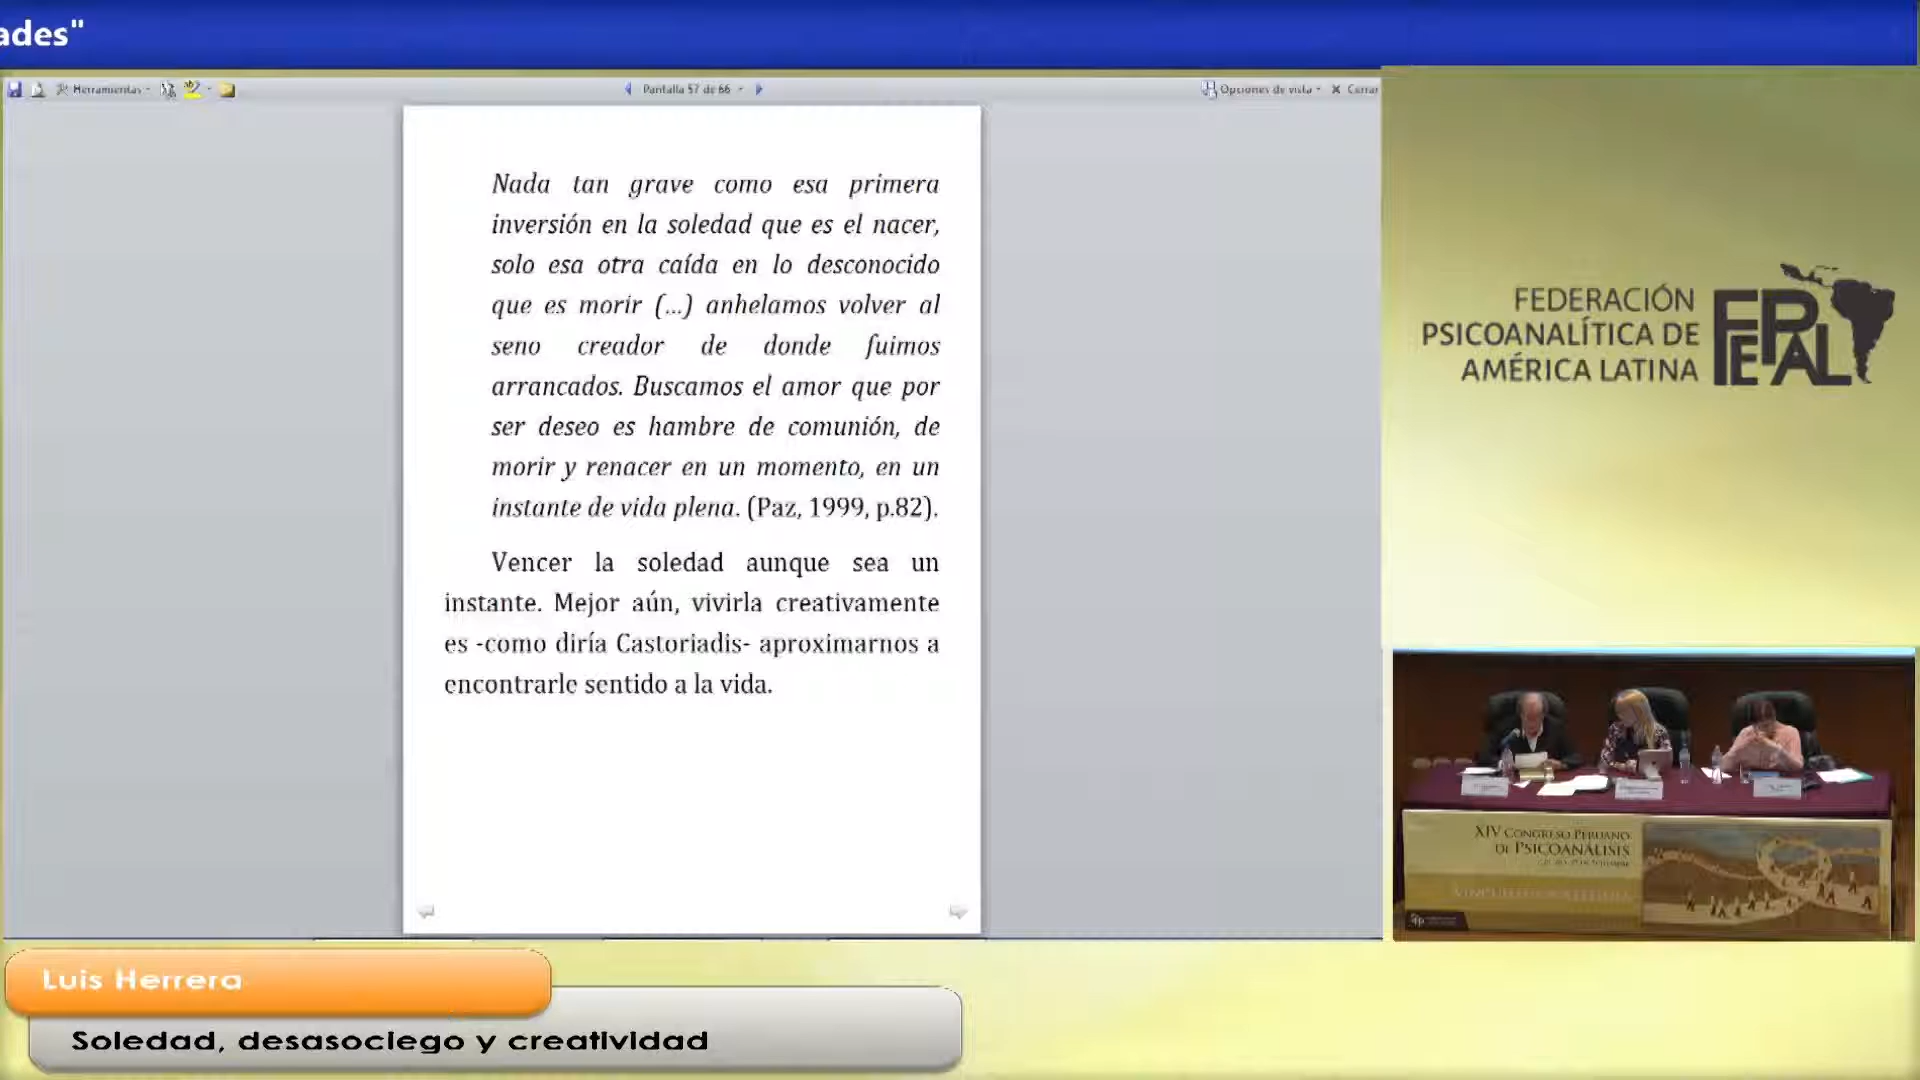 ades"
Herramientas
Pantalla 57 de 66
Opciones de vista
Cerrar
Nada tan grave como esa primera
inversión en la soledad que es el nacer,
solo esa otra caída en lo desconocido
que es morir (...) anhelamos volver al
seno creador de donde fuimos
arrancados. Buscamos el amor que por
ser deseo es hambre de comunión, de
morir y renacer en un momento, en un
instante de vida plena. (Paz, 1999, p.82).
Vencer la soledad aunque sea un
instante. Mejor aún, vivirla creativamente
es -como diría Castoriadis- aproximarnos a
encontrarle sentido a la vida.
FEDERACIÓN
PSICOANALÍTICA DE
AMÉRICA LATINA
FEPAL
XIV CONGRESO PERUANO
DE PSICOANÁLISIS
Luis Herrera
Soledad, desasociego y creatividad